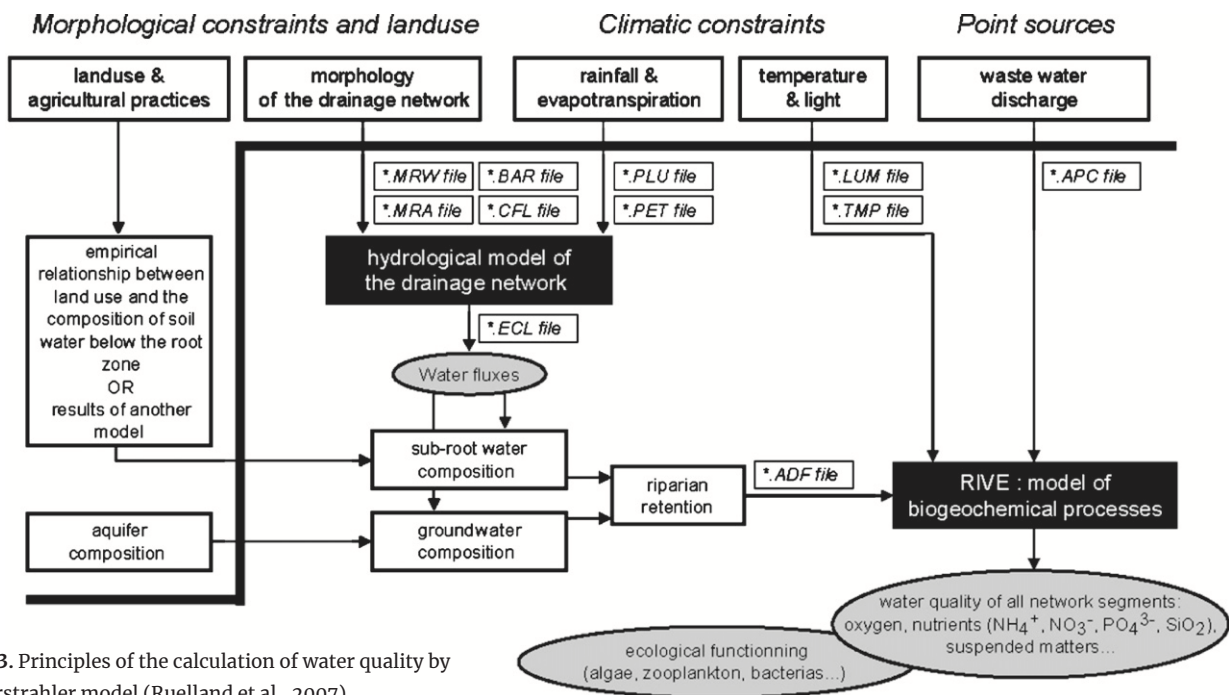 Morphological constraints and landuse
Climatic constraints
Point sources
landuse &
agricultural practices
morphology
of the drainage network
rainfall &
evapotranspiration
temperature
& light
waste water
discharge
*.MRW file
*.BAR file
*.PLU file
*.LUM file
*.APC file
*.MRA file
*.CFL file
*.PET file
*.TMP file
empirical
relationship between
land use and the
composition of soil
water below the root
zone
OR
results of another
model
hydrological model of
the drainage network
*.ECL file
Water fluxes
sub-root water
composition
riparian
retention
*.ADF file
RIVE : model of
biogeochemical processes
aquifer
composition
groundwater
composition
water quality of all network segments:
oxygen, nutrients (NH₄⁺, NO₃⁻, PO₄³⁻, SiO₂),
suspended matters...
ecological functionning
(algae, zooplankton, bacterias...)
3. Principles of the calculation of water quality by
rstrahler model (Ruelland et al., 2007)